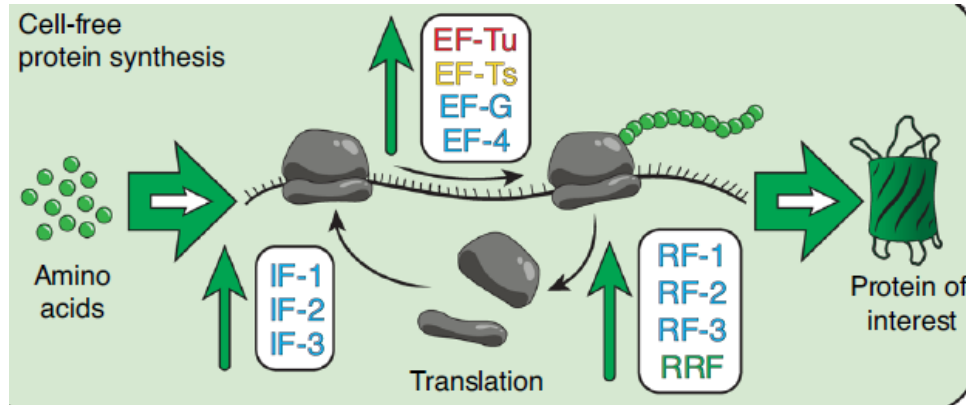 Cell-free
protein synthesis
EF-Tu
EF-Ts
EF-G
EF-4
Amino
acids
IF-1
IF-2
IF-3
Translation
RF-1
RF-2
RF-3
RRF
Protein of
interest